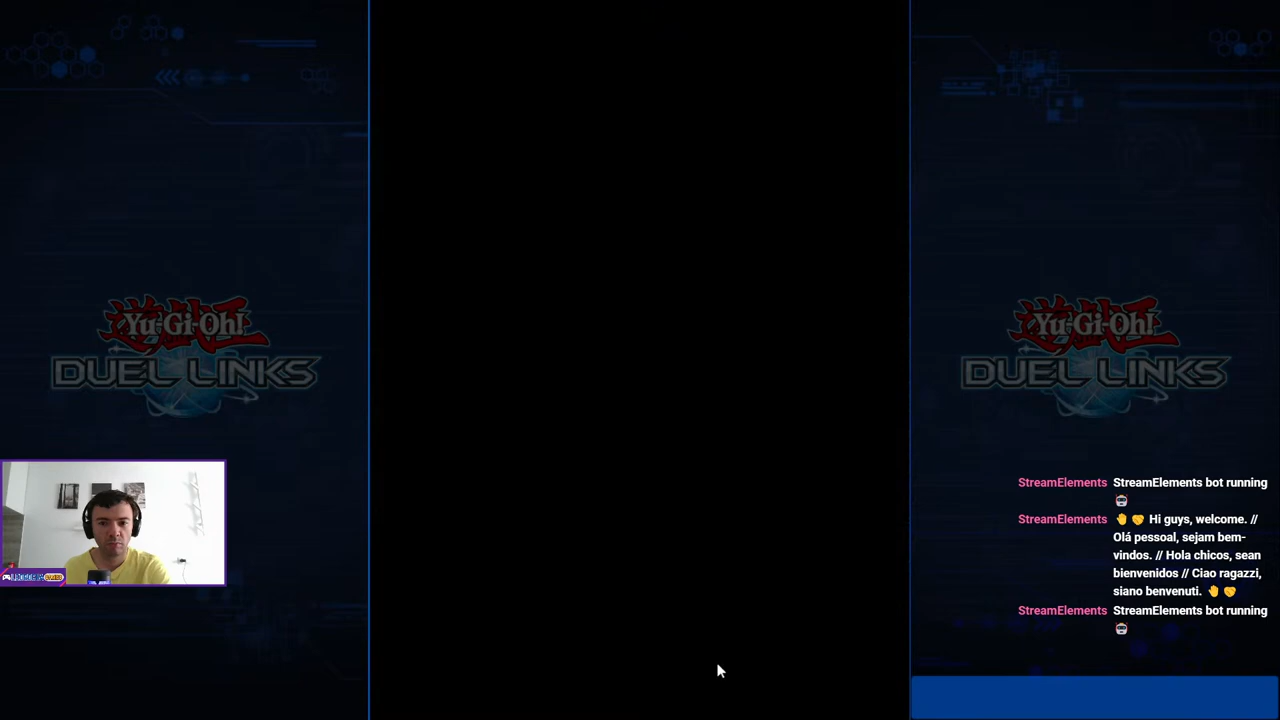 Yu-Gi-Oh!
DUEL LINKS
Yu-Gi-Oh!
DUEL LINKS
StreamElements StreamElements bot running
StreamElements Hi guys, welcome. //
Olá pessoal, sejam bem-
vindos. // Hola chicos, sean
bienvenidos // Ciao ragazzi,
siano benvenuti.
StreamElements StreamElements bot running